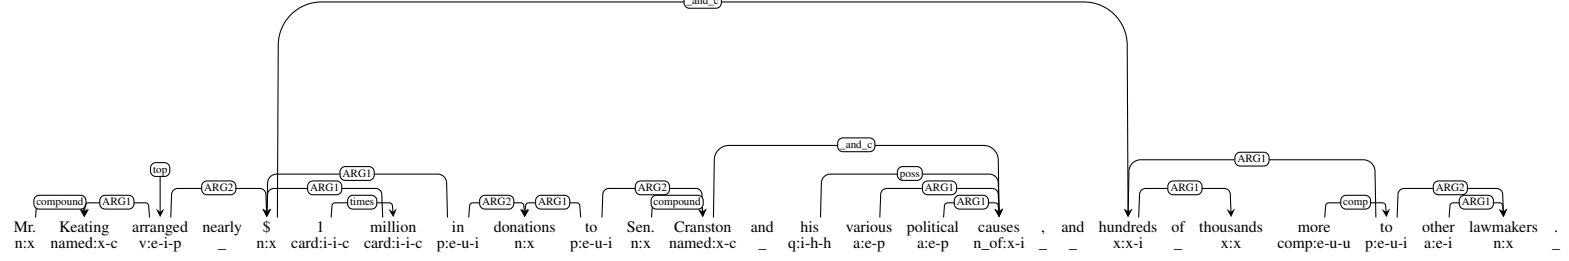 _and_c
_and_c
top ARG1 poss ARG1
ARG2 ARG1 ARG2 ARG1 ARG1 ARG2
compound ARG1 times ARG2 ARG1 compound ARG1 comp ARG1
Mr. Keating arranged nearly $ 1 million in donations to Sen. Cranston and his various political causes , and hundreds of thousands more to other lawmakers .
n:x named:x-c v:e-i-p _ n:x card:i-i-c card:i-i-c p:e-u-i n:x p:e-u-i n:x named:x-c _ q:i-h-h a:e-p a:e-p n_of:x-i _ _ x:x-i _ x:x comp:e-u-u p:e-u-i a:e-i n:x _